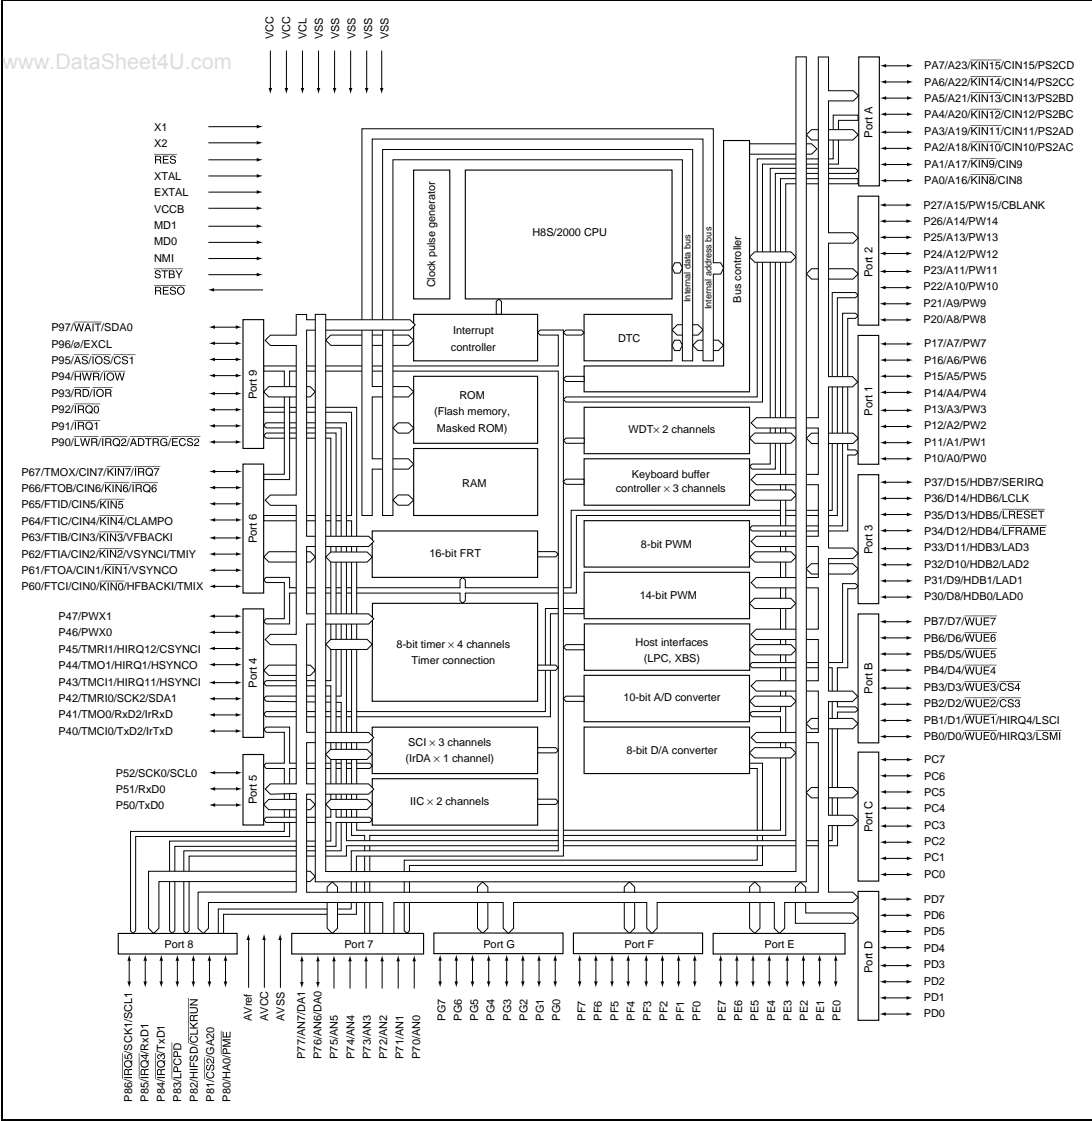 www.DataSheet4U.com
VCC
VCC
VCL
VSS
VSS
VSS
VSS
VSS
X1
X2
RES
XTAL
EXTAL
VCCB
MD1
MD0
NMI
STBY
RESO
P97/WAIT/SDA0
P96/ø/EXCL
P95/AS/IOS/CS1
P94/HWR/IOW
P93/RD/IOR
P92/IRQ0
P91/IRQ1
P90/LWR/IRQ2/ADTRG/ECS2
Port 9
P67/TMOX/CIN7/KIN7/IRQ7
P66/FTOB/CIN6/KIN6/IRQ6
P65/FTID/CIN5/KIN5
P64/FTIC/CIN4/KIN4/CLAMPO
P63/FTIB/CIN3/KIN3/VFBACKI
P62/FTIA/CIN2/KIN2/VSYNCI/TMIY
P61/FTOA/CIN1/KIN1/VSYNCO
P60/FTCI/CIN0/KIN0/HFBACKI/TMIX
Port 6
P47/PWX1
P46/PWX0
P45/TMRI1/HIRQ12/CSYNCI
P44/TMO1/HIRQ1/HSYNCO
P43/TMCI1/HIRQ11/HSYNCI
P42/TMRI0/SCK2/SDA1
P41/TMO0/RxD2/IrRxD
P40/TMCI0/TxD2/IrTxD
Port 4
P52/SCK0/SCL0
P51/RxD0
P50/TxD0
Port 5
Clock pulse generator
H8S/2000 CPU
Internal data bus
Internal address bus
Bus controller
Interrupt
controller
DTC
ROM
(Flash memory,
Masked ROM)
WDT× 2 channels
RAM
Keyboard buffer
controller × 3 channels
16-bit FRT
8-bit PWM
14-bit PWM
8-bit timer × 4 channels
Timer connection
Host interfaces
(LPC, XBS)
10-bit A/D converter
SCI × 3 channels
(IrDA × 1 channel)
8-bit D/A converter
IIC × 2 channels
Port A
PA7/A23/KIN15/CIN15/PS2CD
PA6/A22/KIN14/CIN14/PS2CC
PA5/A21/KIN13/CIN13/PS2BD
PA4/A20/KIN12/CIN12/PS2BC
PA3/A19/KIN11/CIN11/PS2AD
PA2/A18/KIN10/CIN10/PS2AC
PA1/A17/KIN9/CIN9
PA0/A16/KIN8/CIN8
Port 2
P27/A15/PW15/CBLANK
P26/A14/PW14
P25/A13/PW13
P24/A12/PW12
P23/A11/PW11
P22/A10/PW10
P21/A9/PW9
P20/A8/PW8
Port 1
P17/A7/PW7
P16/A6/PW6
P15/A5/PW5
P14/A4/PW4
P13/A3/PW3
P12/A2/PW2
P11/A1/PW1
P10/A0/PW0
Port 3
P37/D15/HDB7/SERIRQ
P36/D14/HDB6/LCLK
P35/D13/HDB5/LRESET
P34/D12/HDB4/LFRAME
P33/D11/HDB3/LAD3
P32/D10/HDB2/LAD2
P31/D9/HDB1/LAD1
P30/D8/HDB0/LAD0
Port B
PB7/D7/WUE7
PB6/D6/WUE6
PB5/D5/WUE5
PB4/D4/WUE4
PB3/D3/WUE3/CS4
PB2/D2/WUE2/CS3
PB1/D1/WUE1/HIRQ4/LSCI
PB0/D0/WUE0/HIRQ3/LSMI
Port C
PC7
PC6
PC5
PC4
PC3
PC2
PC1
PC0
Port D
PD7
PD6
PD5
PD4
PD3
PD2
PD1
PD0
Port 8
Port 7
Port G
Port F
Port E
P86/IRQ5/SCK1/SCL1
P85/IRQ4/RxD1
P84/IRQ3/TxD1
P83/LPCPD
P82/HIFSD/CLKRUN
P81/CS2/GA20
P80/HA0/PME
AVref
AVCC
AVSS
P77/AN7/DA1
P76/AN6/DA0
P75/AN5
P74/AN4
P73/AN3
P72/AN2
P71/AN1
P70/AN0
PG7
PG6
PG5
PG4
PG3
PG2
PG1
PG0
PF7
PF6
PF5
PF4
PF3
PF2
PF1
PF0
PE7
PE6
PE5
PE4
PE3
PE2
PE1
PE0